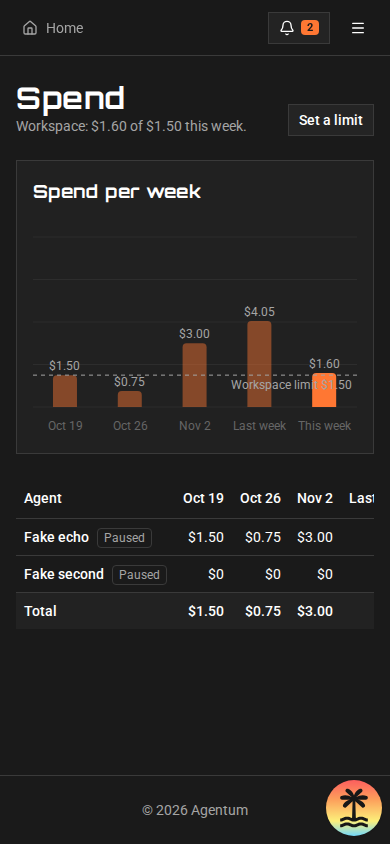 Home
2
Spend
Workspace: $1.60 of $1.50 this week.
Set a limit
Spend per week
$4.05
$3.00
$1.50
$0.75
$1.60
Workspace limit $1.50
Oct 19
Oct 26
Nov 2
Last week
This week
Agent Oct 19 Oct 26 Nov 2 Last
Fake echo Paused $1.50 $0.75 $3.00
Fake second Paused $0 $0 $0
Total $1.50 $0.75 $3.00
© 2026 Agentum